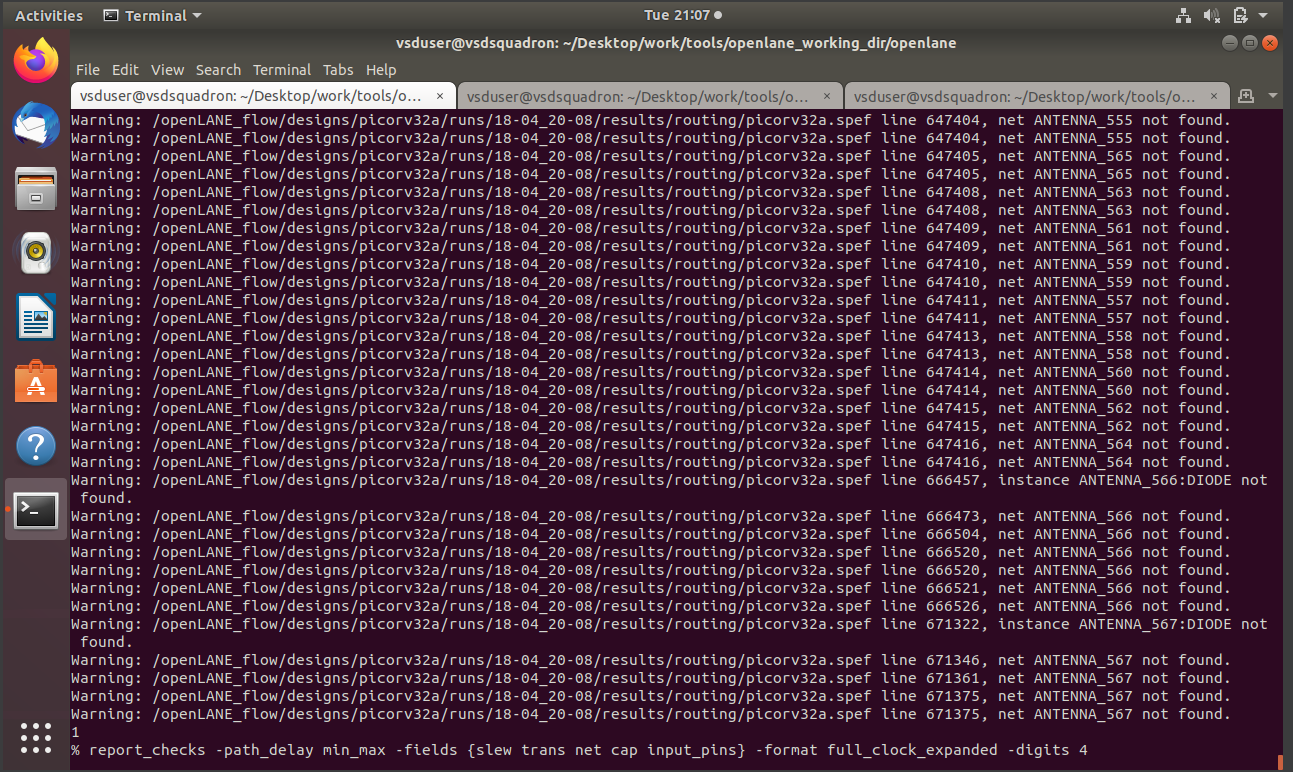 Activities Terminal Tue 21:07
vsduser@vsdsquadron: ~/Desktop/work/tools/openlane_working_dir/openlane
File Edit View Search Terminal Tabs Help
vsduser@vsdsquadron: ~/Desktop/work/tools/o... × vsduser@vsdsquadron: ~/Desktop/work/tools/o... × vsduser@vsdsquadron: ~/Desktop/work/tools/o... ×
Warning: /openLANE_flow/designs/picorv32a/runs/18-04_20-08/results/routing/picorv32a.spef line 647404, net ANTENNA_555 not found.
Warning: /openLANE_flow/designs/picorv32a/runs/18-04_20-08/results/routing/picorv32a.spef line 647404, net ANTENNA_555 not found.
Warning: /openLANE_flow/designs/picorv32a/runs/18-04_20-08/results/routing/picorv32a.spef line 647405, net ANTENNA_565 not found.
Warning: /openLANE_flow/designs/picorv32a/runs/18-04_20-08/results/routing/picorv32a.spef line 647405, net ANTENNA_565 not found.
Warning: /openLANE_flow/designs/picorv32a/runs/18-04_20-08/results/routing/picorv32a.spef line 647408, net ANTENNA_563 not found.
Warning: /openLANE_flow/designs/picorv32a/runs/18-04_20-08/results/routing/picorv32a.spef line 647408, net ANTENNA_563 not found.
Warning: /openLANE_flow/designs/picorv32a/runs/18-04_20-08/results/routing/picorv32a.spef line 647409, net ANTENNA_561 not found.
Warning: /openLANE_flow/designs/picorv32a/runs/18-04_20-08/results/routing/picorv32a.spef line 647409, net ANTENNA_561 not found.
Warning: /openLANE_flow/designs/picorv32a/runs/18-04_20-08/results/routing/picorv32a.spef line 647410, net ANTENNA_559 not found.
Warning: /openLANE_flow/designs/picorv32a/runs/18-04_20-08/results/routing/picorv32a.spef line 647410, net ANTENNA_559 not found.
Warning: /openLANE_flow/designs/picorv32a/runs/18-04_20-08/results/routing/picorv32a.spef line 647411, net ANTENNA_557 not found.
Warning: /openLANE_flow/designs/picorv32a/runs/18-04_20-08/results/routing/picorv32a.spef line 647411, net ANTENNA_557 not found.
Warning: /openLANE_flow/designs/picorv32a/runs/18-04_20-08/results/routing/picorv32a.spef line 647413, net ANTENNA_558 not found.
Warning: /openLANE_flow/designs/picorv32a/runs/18-04_20-08/results/routing/picorv32a.spef line 647413, net ANTENNA_558 not found.
Warning: /openLANE_flow/designs/picorv32a/runs/18-04_20-08/results/routing/picorv32a.spef line 647414, net ANTENNA_560 not found.
Warning: /openLANE_flow/designs/picorv32a/runs/18-04_20-08/results/routing/picorv32a.spef line 647414, net ANTENNA_560 not found.
Warning: /openLANE_flow/designs/picorv32a/runs/18-04_20-08/results/routing/picorv32a.spef line 647415, net ANTENNA_562 not found.
Warning: /openLANE_flow/designs/picorv32a/runs/18-04_20-08/results/routing/picorv32a.spef line 647415, net ANTENNA_562 not found.
Warning: /openLANE_flow/designs/picorv32a/runs/18-04_20-08/results/routing/picorv32a.spef line 647416, net ANTENNA_564 not found.
Warning: /openLANE_flow/designs/picorv32a/runs/18-04_20-08/results/routing/picorv32a.spef line 647416, net ANTENNA_564 not found.
Warning: /openLANE_flow/designs/picorv32a/runs/18-04_20-08/results/routing/picorv32a.spef line 666457, instance ANTENNA_566:DIODE not
found.
Warning: /openLANE_flow/designs/picorv32a/runs/18-04_20-08/results/routing/picorv32a.spef line 666473, net ANTENNA_566 not found.
Warning: /openLANE_flow/designs/picorv32a/runs/18-04_20-08/results/routing/picorv32a.spef line 666504, net ANTENNA_566 not found.
Warning: /openLANE_flow/designs/picorv32a/runs/18-04_20-08/results/routing/picorv32a.spef line 666520, net ANTENNA_566 not found.
Warning: /openLANE_flow/designs/picorv32a/runs/18-04_20-08/results/routing/picorv32a.spef line 666520, net ANTENNA_566 not found.
Warning: /openLANE_flow/designs/picorv32a/runs/18-04_20-08/results/routing/picorv32a.spef line 666521, net ANTENNA_566 not found.
Warning: /openLANE_flow/designs/picorv32a/runs/18-04_20-08/results/routing/picorv32a.spef line 666526, net ANTENNA_566 not found.
Warning: /openLANE_flow/designs/picorv32a/runs/18-04_20-08/results/routing/picorv32a.spef line 671322, instance ANTENNA_567:DIODE not
found.
Warning: /openLANE_flow/designs/picorv32a/runs/18-04_20-08/results/routing/picorv32a.spef line 671346, net ANTENNA_567 not found.
Warning: /openLANE_flow/designs/picorv32a/runs/18-04_20-08/results/routing/picorv32a.spef line 671361, net ANTENNA_567 not found.
Warning: /openLANE_flow/designs/picorv32a/runs/18-04_20-08/results/routing/picorv32a.spef line 671375, net ANTENNA_567 not found.
Warning: /openLANE_flow/designs/picorv32a/runs/18-04_20-08/results/routing/picorv32a.spef line 671375, net ANTENNA_567 not found.
1
% report_checks -path_delay min_max -fields {slew trans net cap input_pins} -format full_clock_expanded -digits 4